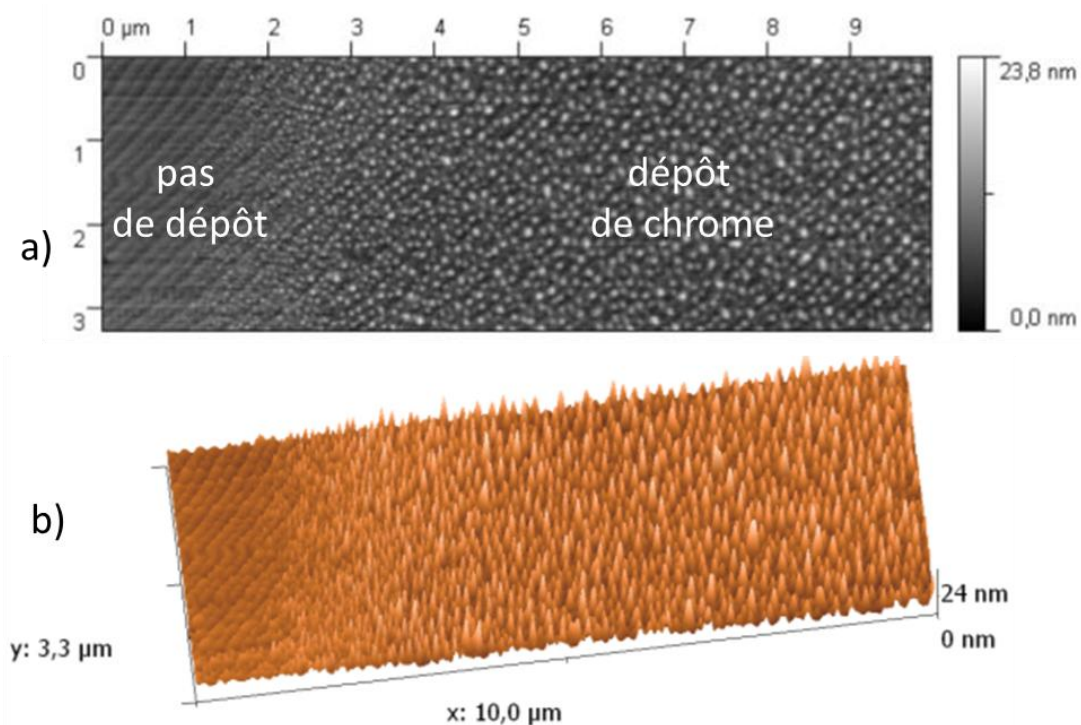 0 µm 1 2 3 4 5 6 7 8 9
0
1
2
3
23,8 nm
0,0 nm
pas
de dépôt
dépôt
de chrome
a)
b)
24 nm
0 nm
y: 3,3 µm
x: 10,0 µm